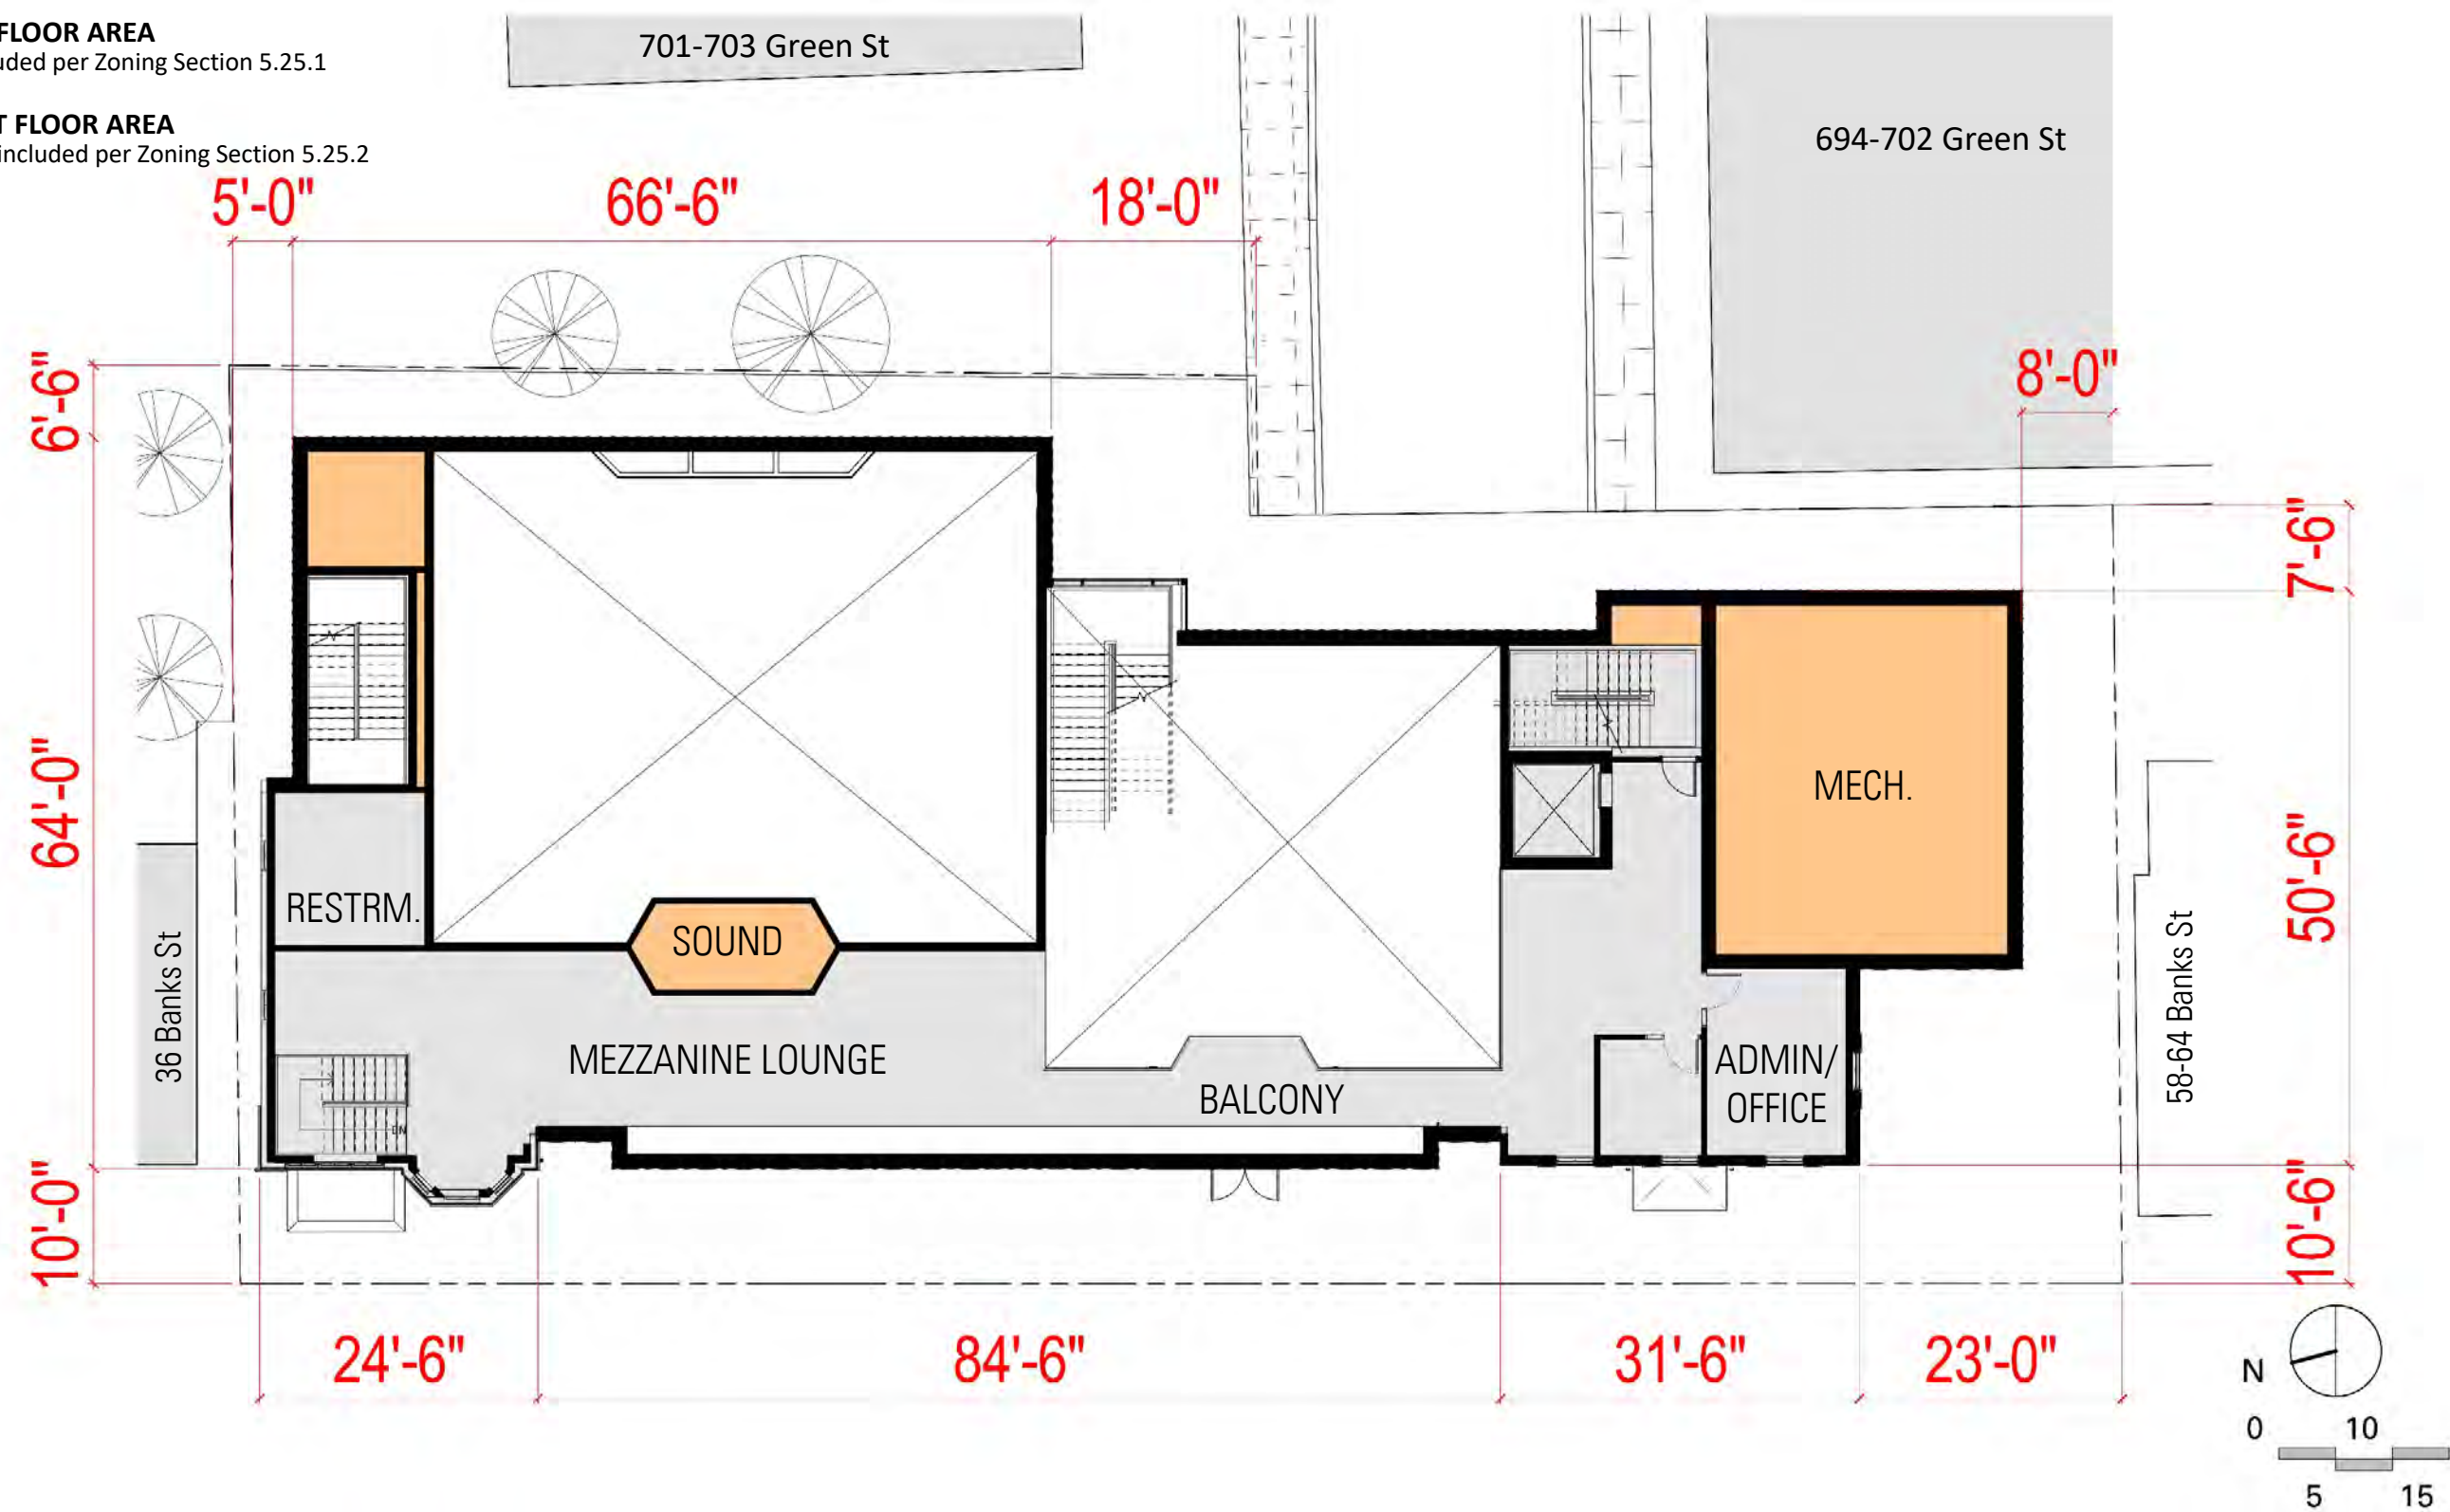 FLOOR AREA
uded per Zoning Section 5.25.1
701-703 Green St
T FLOOR AREA
included per Zoning Section 5.25.2
694-702 Green St
5'-0"
66'-6"
18'-0"
6'-6"
8'-0"
7'-6"
MECH.
64'-0"
50'-6"
RESTRM.
SOUND
36 Banks St
58-64 Banks St
MEZZANINE LOUNGE
ADMIN/
OFFICE
BALCONY
DN
10'-0"
10'-6"
24'-6"
84'-6"
31'-6"
23'-0"
N
0 10
5 15